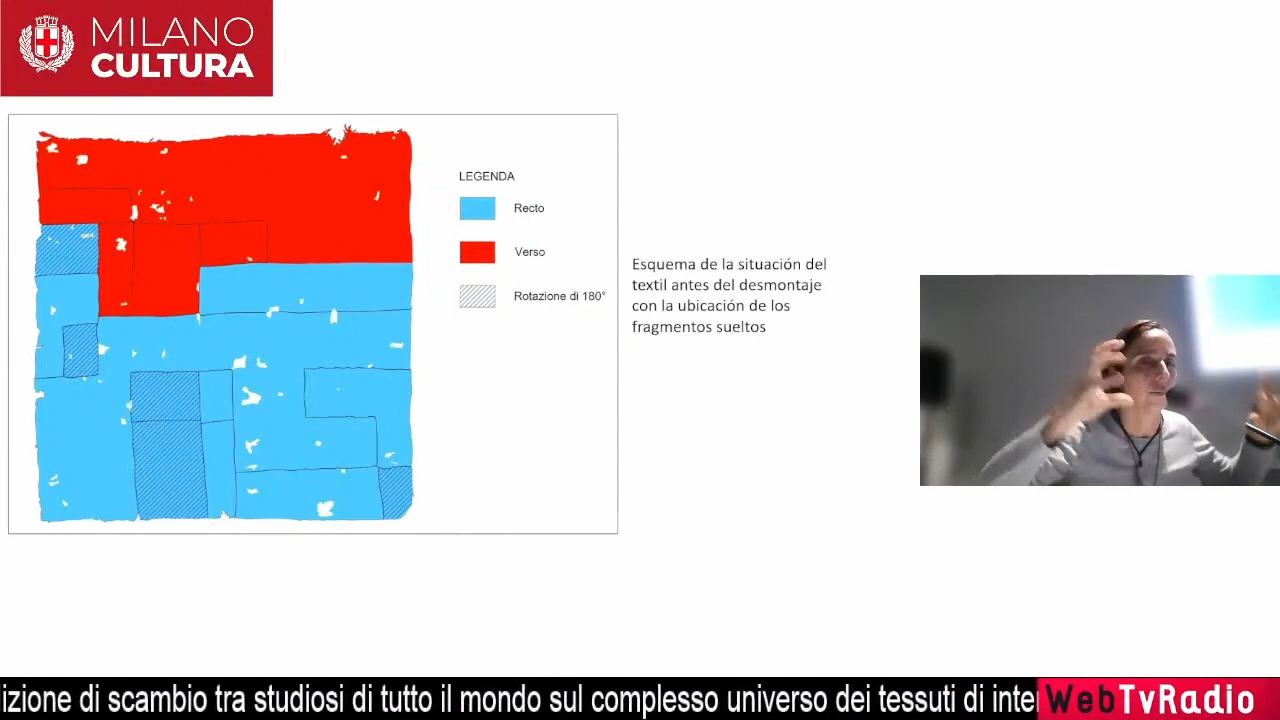 MILANO
CULTURA
LEGENDA
Recto
Verso
Rotazione di 180°
Esquema de la situación del
textil antes del desmontaje
con la ubicación de los
fragmentos sueltos
izione di scambio tra studiosi di tutto il mondo sul complesso universo dei tessuti di inte
WebTvRadio